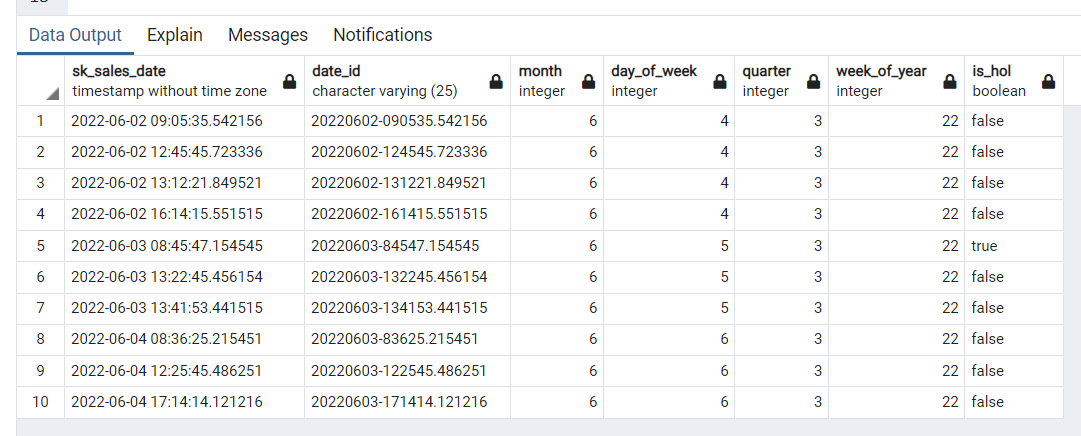 Data Output Explain Messages Notifications
sk_sales_date date_id month day_of_week quarter week_of_year is_hol
timestamp without time zone character varying (25) integer integer integer integer boolean
1 2022-06-02 09:05:35.542156 20220602-090535.542156 6 4 3 22 false
2 2022-06-02 12:45:45.723336 20220602-124545.723336 6 4 3 22 false
3 2022-06-02 13:12:21.849521 20220602-131221.849521 6 4 3 22 false
4 2022-06-02 16:14:15.551515 20220602-161415.551515 6 4 3 22 false
5 2022-06-03 08:45:47.154545 20220603-84547.154545 6 5 3 22 true
6 2022-06-03 13:22:45.456154 20220603-132245.456154 6 5 3 22 false
7 2022-06-03 13:41:53.441515 20220603-134153.441515 6 5 3 22 false
8 2022-06-04 08:36:25.215451 20220603-83625.215451 6 6 3 22 false
9 2022-06-04 12:25:45.486251 20220603-122545.486251 6 6 3 22 false
10 2022-06-04 17:14:14.121216 20220603-171414.121216 6 6 3 22 false